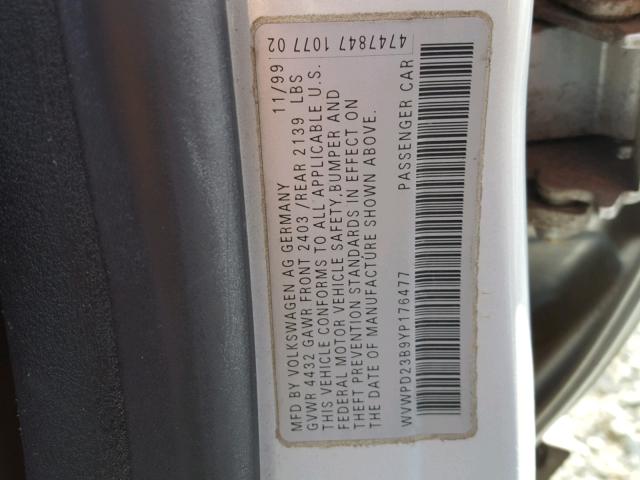 MFD BY VOLKSWAGEN AG GERMANY 11/99
GVWR 4432 GAWR FRONT 2403 /REAR 2139 LBS
THIS VEHICLE CONFORMS TO ALL APPLICABLE U.S.
FEDERAL MOTOR VEHICLE SAFETY,BUMPER AND
THEFT PREVENTION STANDARDS IN EFFECT ON
THE DATE OF MANUFACTURE SHOWN ABOVE.
WVWPD23B9YP176477 PASSENGER CAR
4747847 1077 02